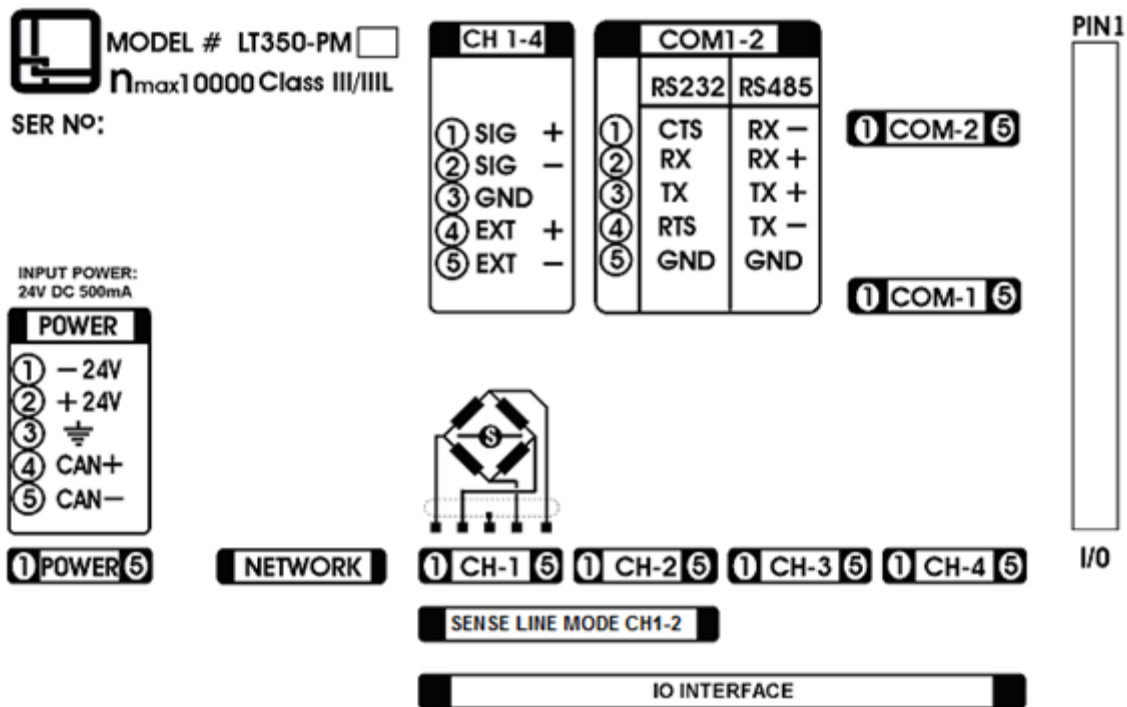 MODEL # LT350-PM
nmax10000 Class III/IIIL
SER Nº:
INPUT POWER:
24V DC 500mA
POWER
1 - 24V
2 + 24V
3
4 CAN+
5 CAN-
1 POWER 5
NETWORK
CH 1-4
1 SIG +
2 SIG -
3 GND
4 EXT +
5 EXT -
COM1-2
RS232 RS485
1 CTS RX -
2 RX RX +
3 TX TX +
4 RTS TX -
5 GND GND
1 COM-2 5
1 COM-1 5
PIN1
I/O
S
1 CH-1 5
1 CH-2 5
1 CH-3 5
1 CH-4 5
SENSE LINE MODE CH1-2
IO INTERFACE